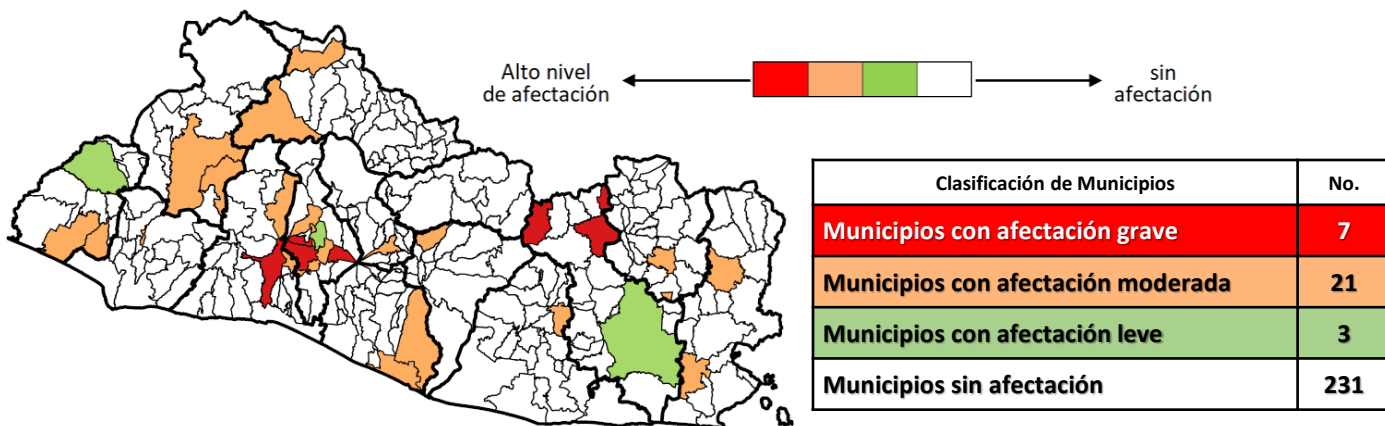 Alto nivel
de afectación
sin
afectación
Clasificación de Municipios No.
Municipios con afectación grave 7
Municipios con afectación moderada 21
Municipios con afectación leve 3
Municipios sin afectación 231